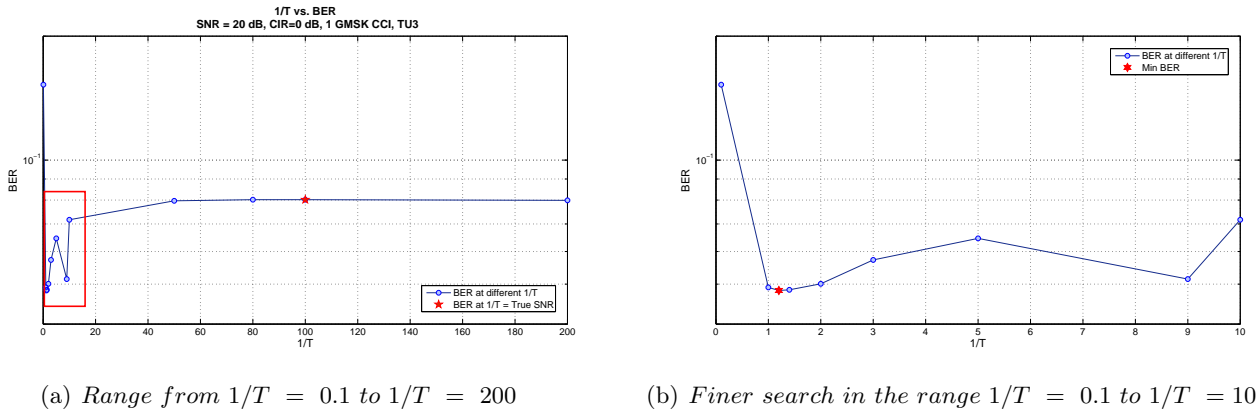 1/T vs. BER
SNR = 20 dB, CIR=0 dB, 1 GMSK CCI, TU3
BER
10⁻¹
0 20 40 60 80 100 120 140 160 180 200
1/T
BER at different 1/T
BER at 1/T = True SNR
BER
10⁻¹
0 1 2 3 4 5 6 7 8 9 10
1/T
BER at different 1/T
Min BER
(a) Range from 1/T = 0.1 to 1/T = 200
(b) Finer search in the range 1/T = 0.1 to 1/T = 10